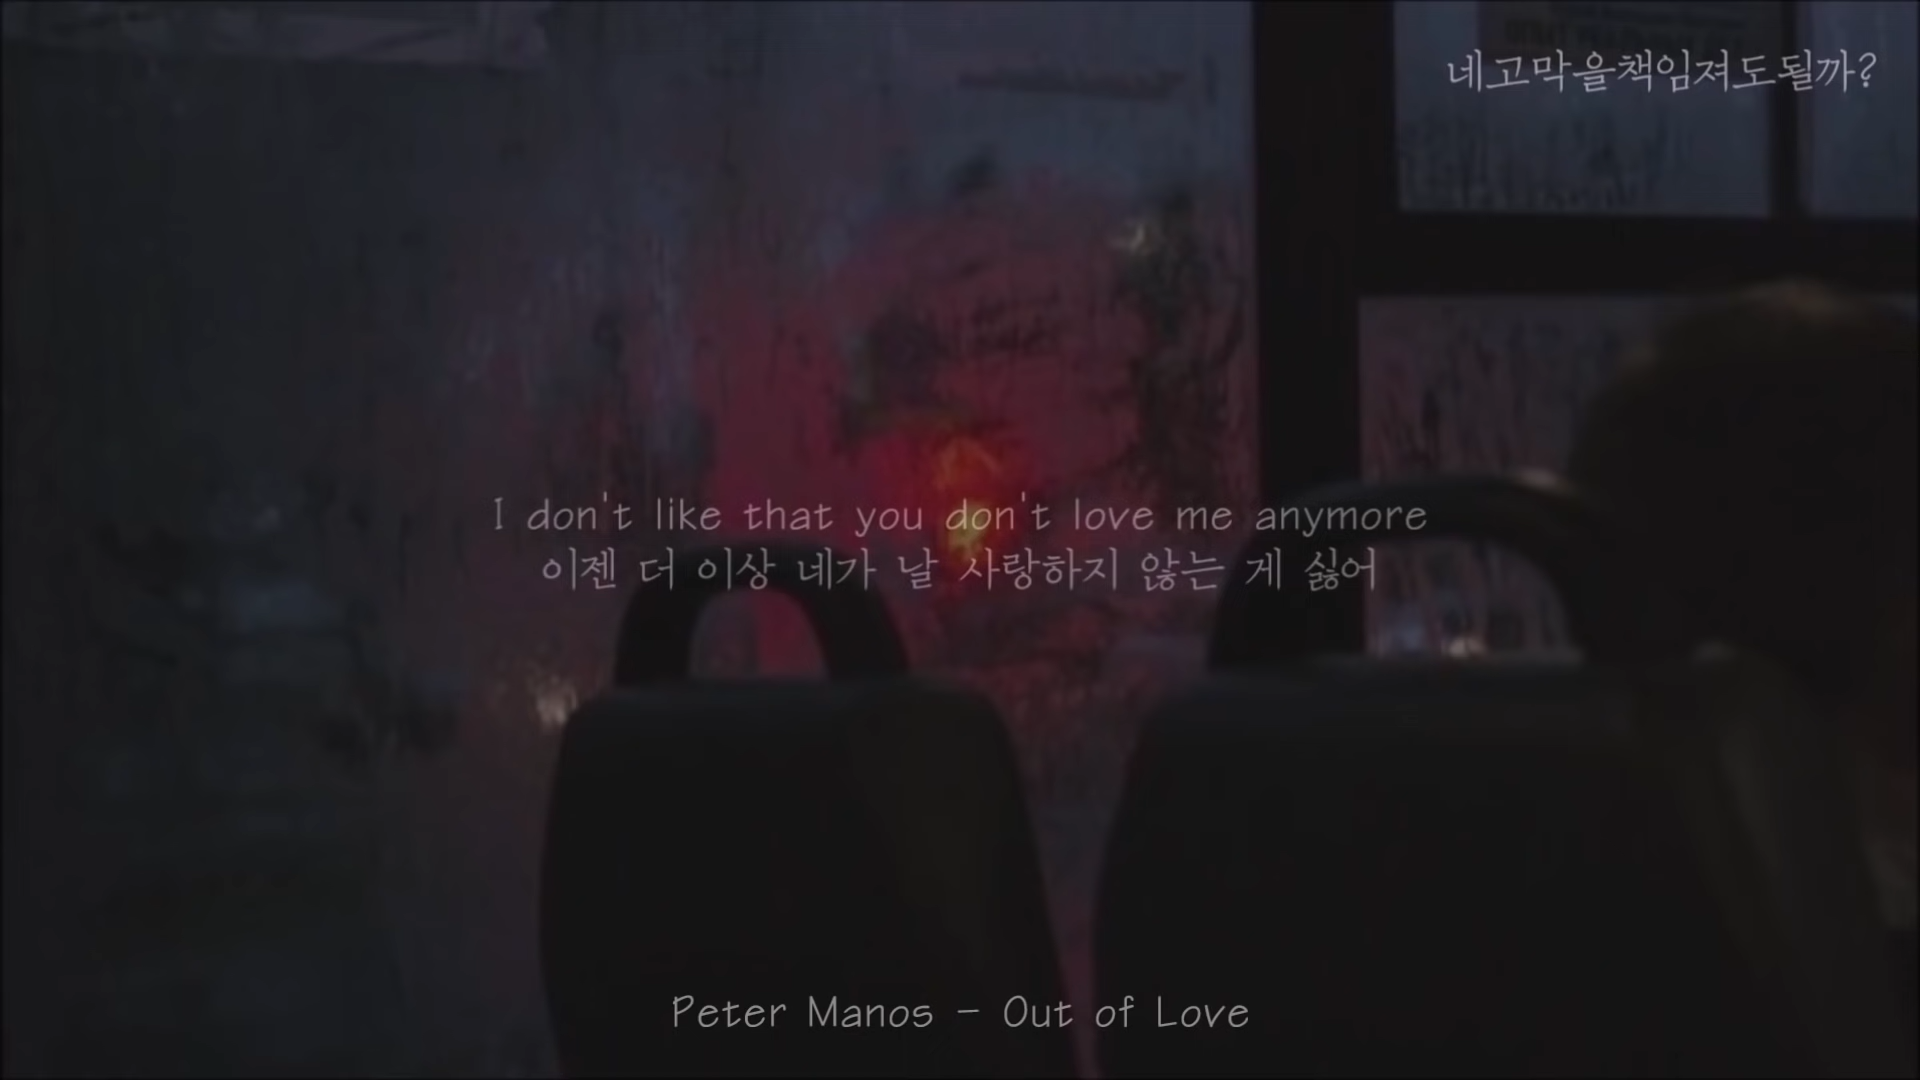 네고막을책임져도될까?
I don't like that you don't love me anymore
이젠 더 이상 네가 날 사랑하지 않는 게 싫어
Peter Manos - Out of Love